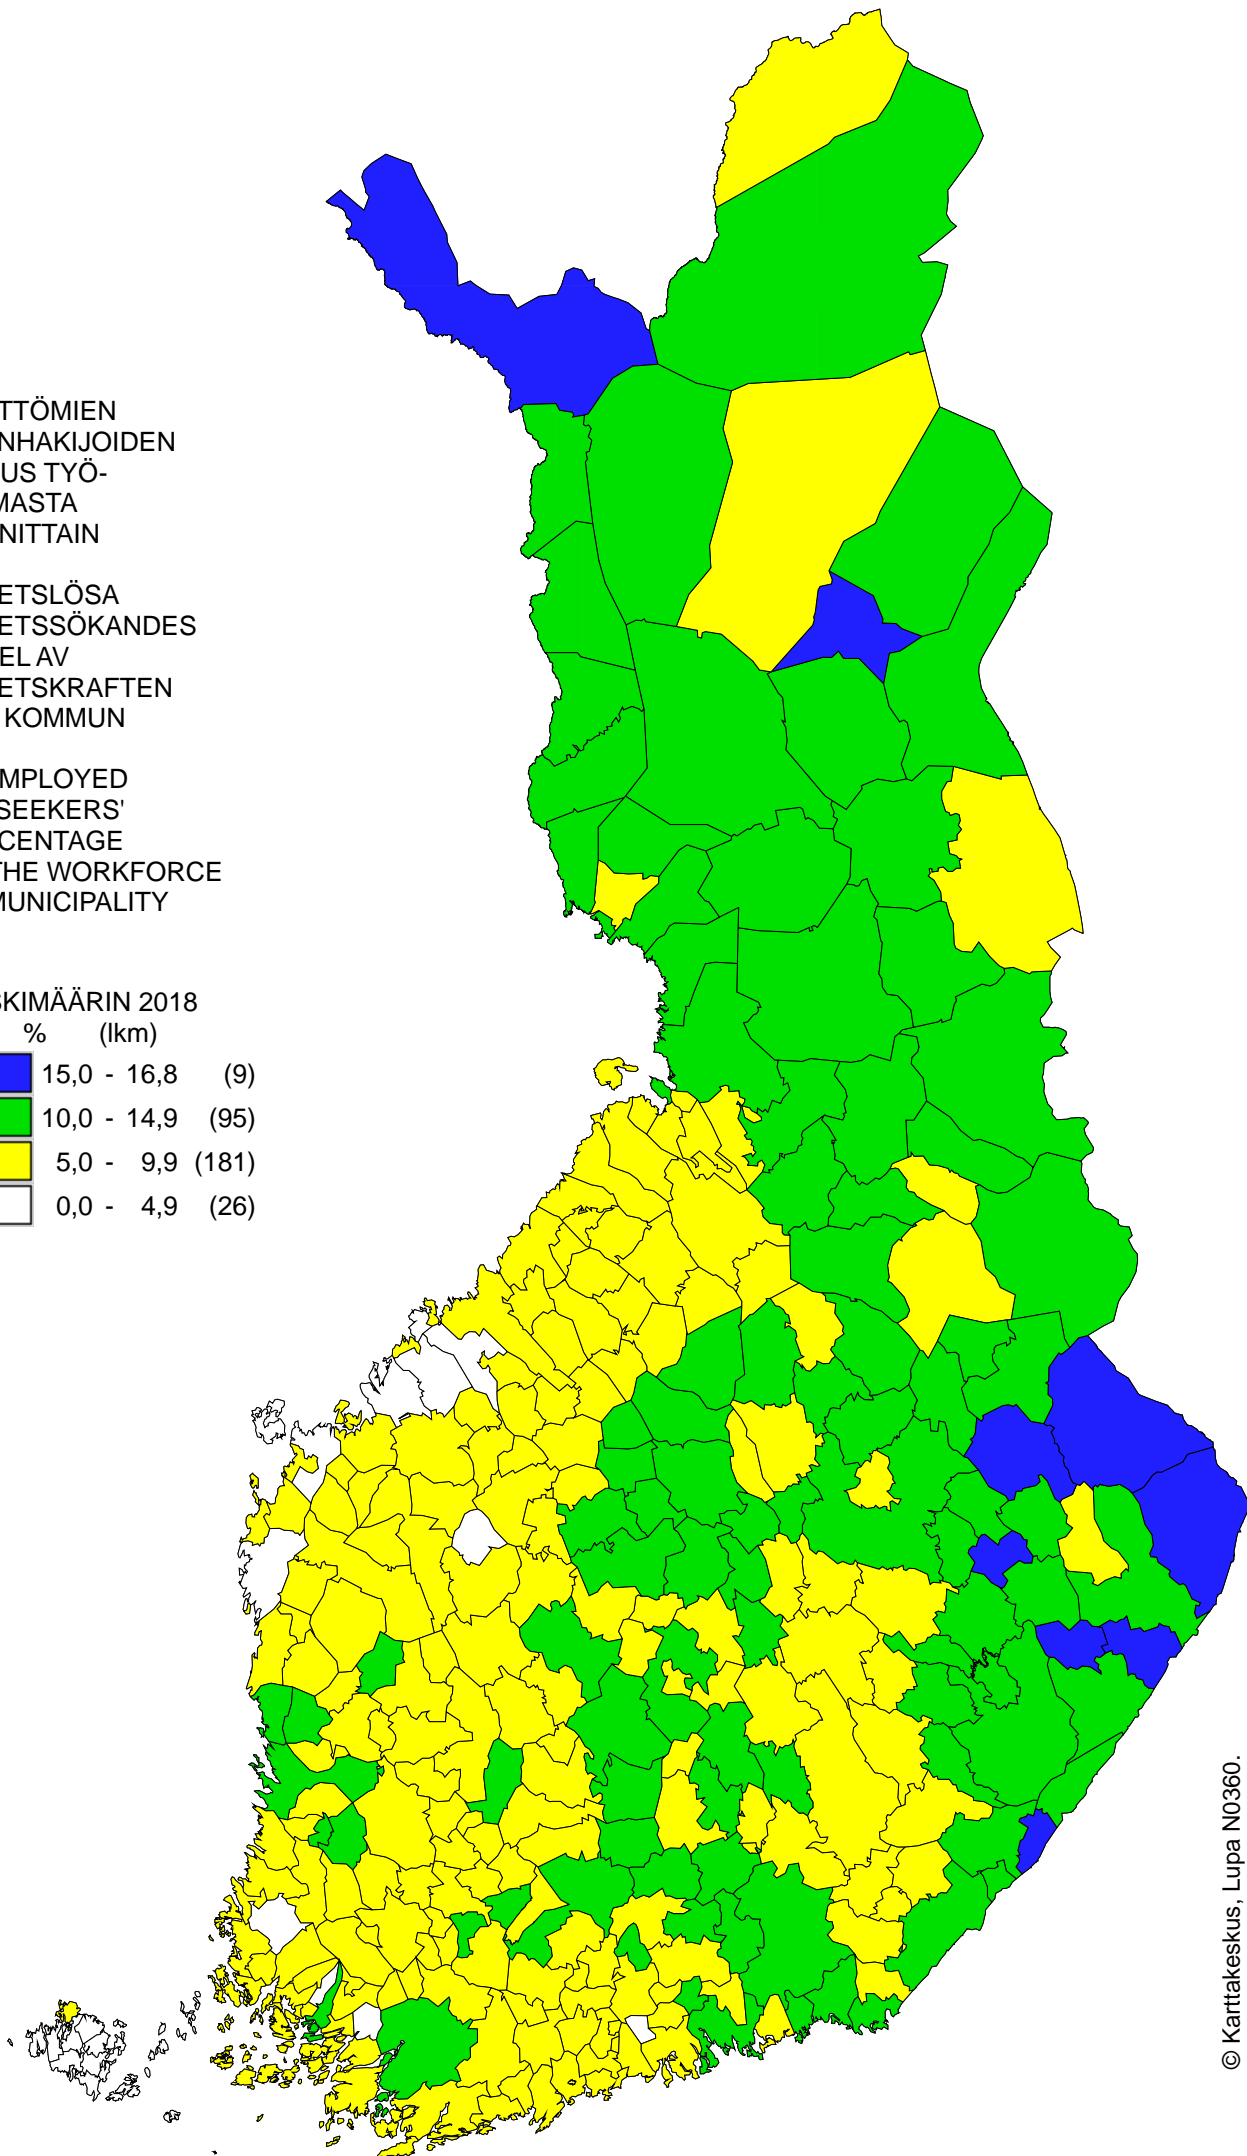 TTÖMIEN
NHAKIJOIDEN
US TYÖ-
MASTA
NITTAIN
ETSLÖSA
ETSSÖKANDES
EL AV
ETSKRAFTEN
KOMMUN
MPLOYED
SEEKERS'
CENTAGE
THE WORKFORCE
MUNICIPALITY
SKIMÄÄRIN 2018
% (lkm)
15,0 - 16,8 (9)
10,0 - 14,9 (95)
5,0 - 9,9 (181)
0,0 - 4,9 (26)
© Karttakeskus, Lupa N0360.